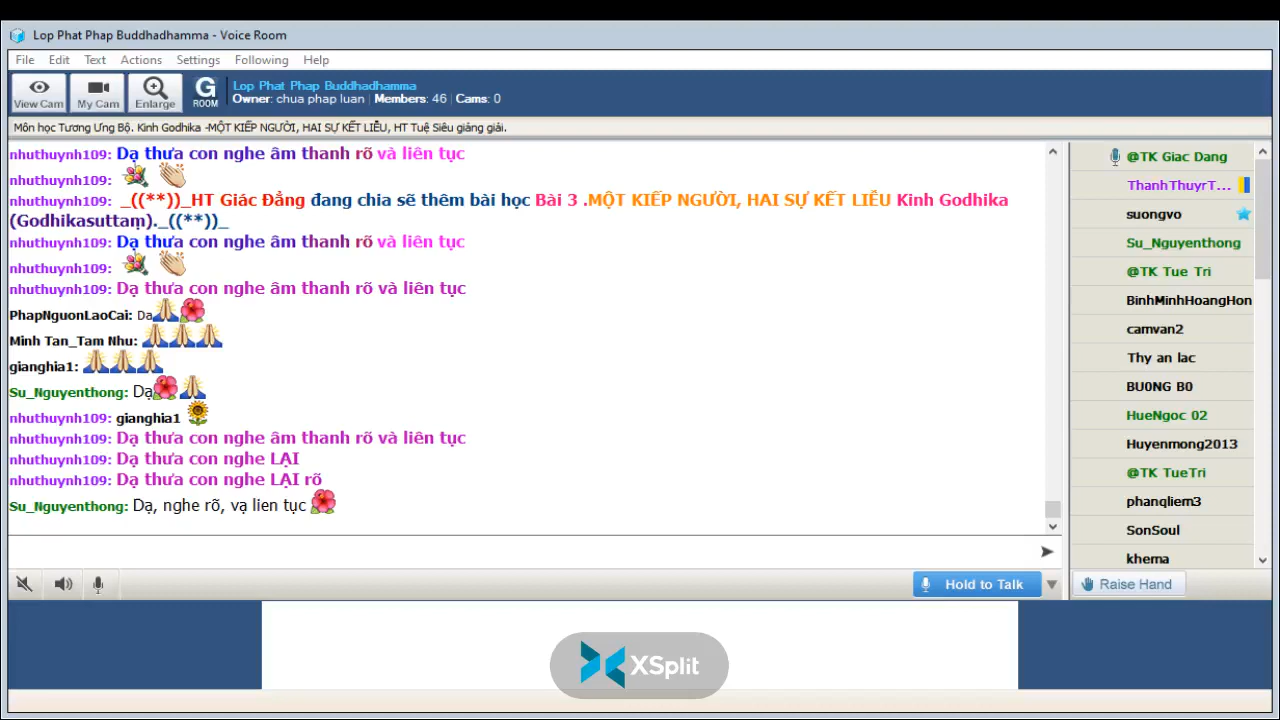 Lop Phat Phap Buddhadhamma - Voice Room
File Edit Text Actions Settings Following Help
View Cam My Cam Enlarge G ROOM
Lop Phat Phap Buddhadhamma
Owner: chua phap luan | Members: 46 | Cams: 0
Môn học Tương Ưng Bộ. Kinh Godhika -MỘT KIẾP NGƯỜI, HAI SỰ KẾT LIỄU, HT Tuệ Siêu giảng giải.
nhuthuynh109: Dạ thưa con nghe âm thanh rõ và liên tục
nhuthuynh109:
nhuthuynh109: _((**))_HT Giác Đẳng đang chia sẽ thêm bài học Bài 3 .MỘT KIẾP NGƯỜI, HAI SỰ KẾT LIỄU Kinh Godhika
(Godhikasuttaṃ)._((**))_
nhuthuynh109: Dạ thưa con nghe âm thanh rõ và liên tục
nhuthuynh109:
nhuthuynh109: Dạ thưa con nghe âm thanh rõ và liên tục
PhapNguonLaoCai: Dạ
Minh Tan_Tam Nhu:
gianghia1:
Su_Nguyenthong: Dạ
nhuthuynh109: gianghia1
nhuthuynh109: Dạ thưa con nghe âm thanh rõ và liên tục
nhuthuynh109: Dạ thưa con nghe LẠI
nhuthuynh109: Dạ thưa con nghe LẠI rõ
Su_Nguyenthong: Dạ, nghe rõ, vạ lien tục
@TK Giac Dang
ThanhThuyrT...
suongvo
Su_Nguyenthong
@TK Tue Tri
BinhMinhHoangHon
camvan2
Thy an lac
BU0NG B0
HueNgoc 02
Huyenmong2013
@TK TueTri
phanqliem3
SonSoul
khema
Hold to Talk
Raise Hand
XSplit